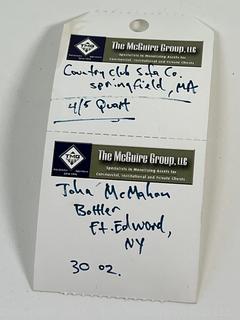 TMG
The McGuire Group, LLC
Specialists in Monetizing Assets for
Commercial, Institutional and Private Clients
Country Club Soda Co.
Springfield, MA
4/5 Quart
TMG
The McGuire Group, LLC
Specialists in Monetizing Assets for
Commercial, Institutional and Private Clients
John McMahon
Bottler
Ft. Edward,
NY
30 oz.